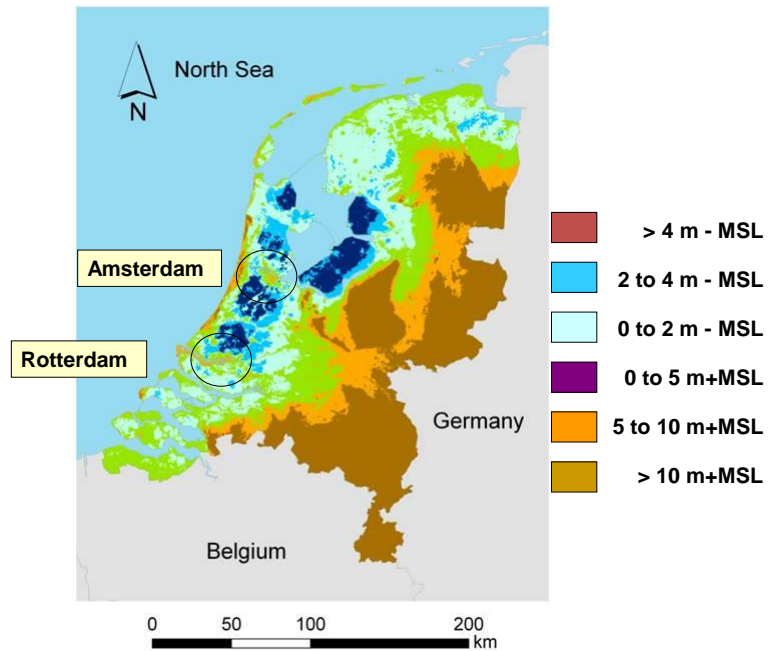 North Sea
N
Amsterdam
Rotterdam
Germany
Belgium
> 4 m - MSL
2 to 4 m - MSL
0 to 2 m - MSL
0 to 5 m+MSL
5 to 10 m+MSL
> 10 m+MSL
0 50 100 200
km